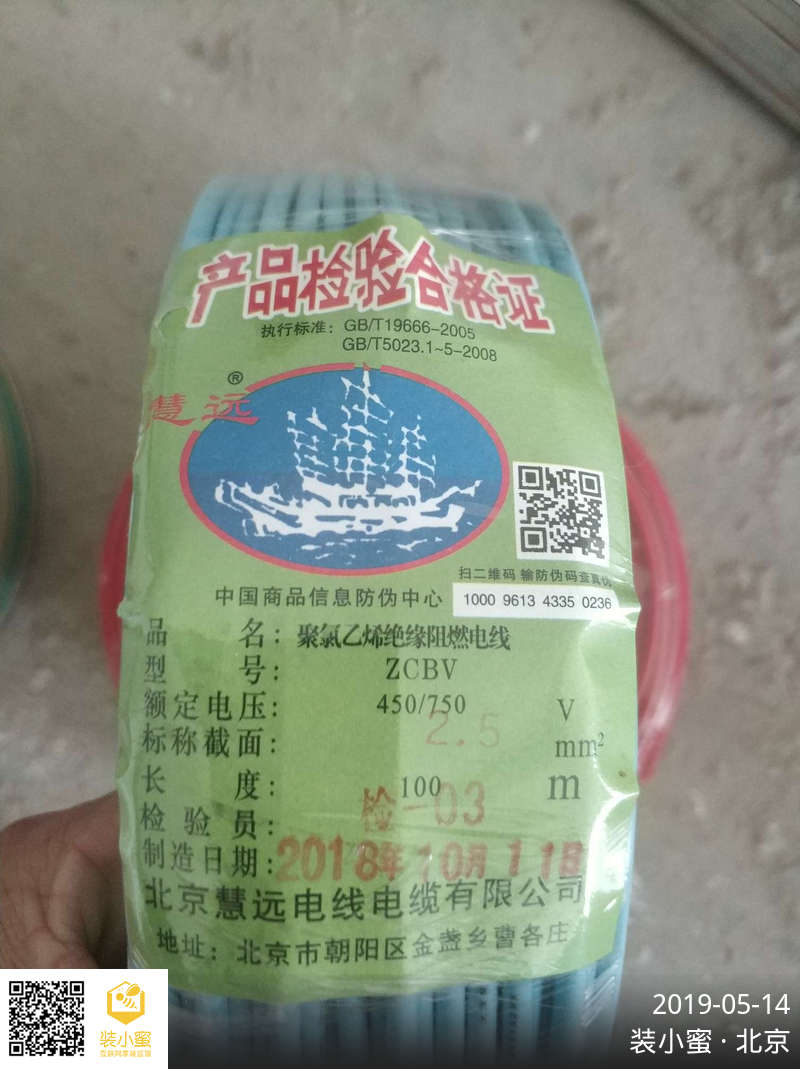 产品检验合格证
执行标准：GB/T19666-2005
GB/T5023.1~5-2008
慧远®
扫二维码 输防伪码查真伪
中国商品信息防伪中心
1000 9613 4335 0236
品 名：聚氯乙烯绝缘阻燃电线
型 号：ZCBV
额定电压：450/750 V
标称截面：2.5 mm²
长 度：100 m
检验员：检-03
制造日期：2018年10月11日
北京慧远电线电缆有限公司
地址：北京市朝阳区金盏乡曹各庄
装小蜜
2019-05-14
装小蜜·北京